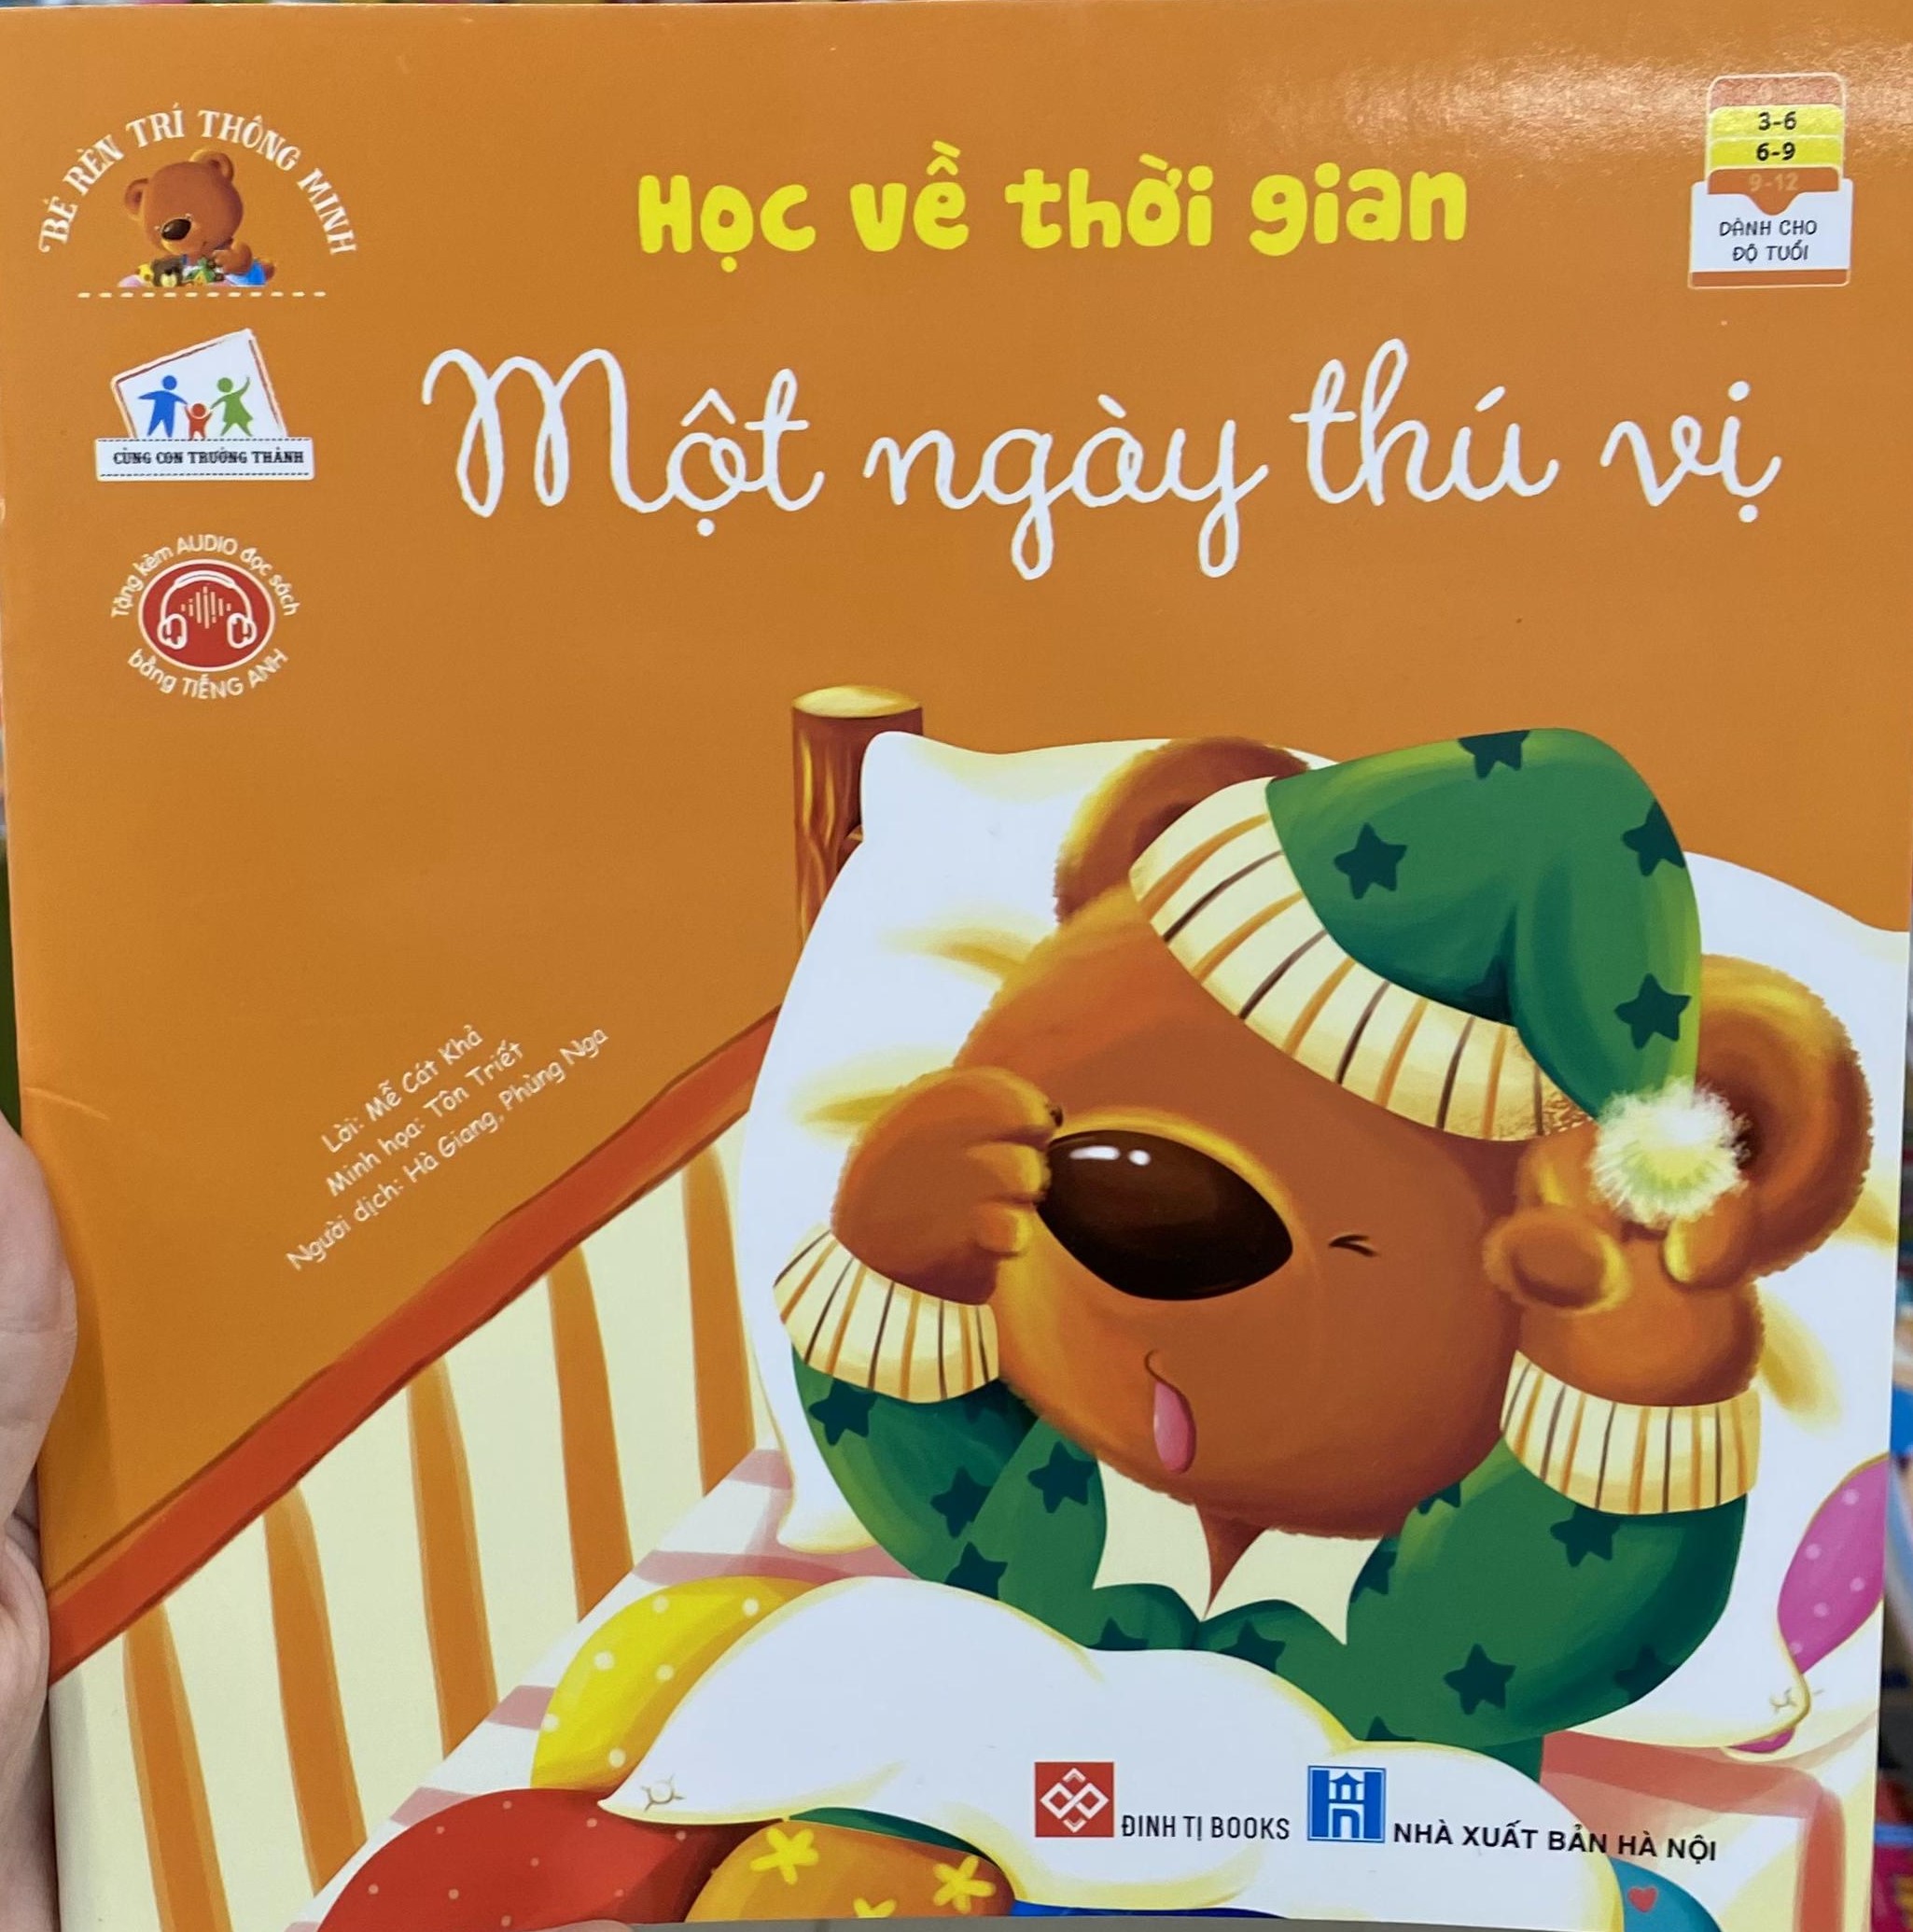 BÉ RÈN TRÍ THÔNG MINH
3-6
6-9
9-12
DÀNH CHO
ĐỘ TUỔI
Học về thời gian
Một ngày thú vị
CÙNG CON TRƯỞNG THÀNH
Tặng kèm AUDIO đọc sách
bằng TIẾNG ANH
Lời: Mễ Cát Khả
Minh họa: Tôn Triết
Người dịch: Hà Giang, Phùng Nga
ĐINH TỊ BOOKS
NHÀ XUẤT BẢN HÀ NỘI